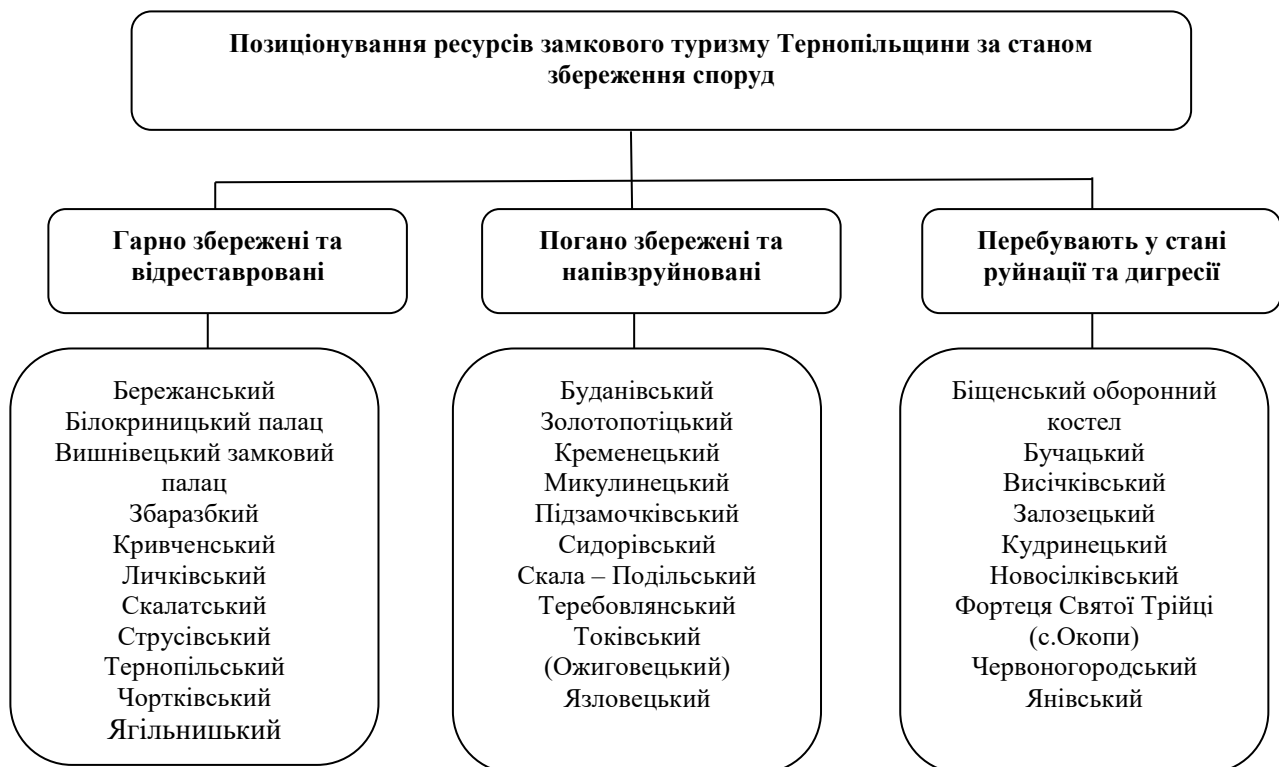 Позиціонування ресурсів замкового туризму Тернопільщини за станом
збереження споруд
Гарно збережені та
відреставровані
Бережанський
Білокриницький палац
Вишнівецький замковий
палац
Збаразбкий
Кривченський
Личківський
Скалатський
Струсівський
Тернопільський
Чортківський
Ягільницький
Погано збережені та
напівзруйновані
Буданівський
Золотопотіцький
Кременецький
Микулинецький
Підзамочківський
Сидорівський
Скала – Подільський
Теребовлянський
Токівський
(Ожиговецький)
Язловецький
Перебувають у стані
руйнації та дигресії
Біщенський оборонний
костел
Бучацький
Висічківський
Залозецький
Кудринецький
Новосілківський
Фортеця Святої Трійці
(с.Окопи)
Червоногородський
Янівський